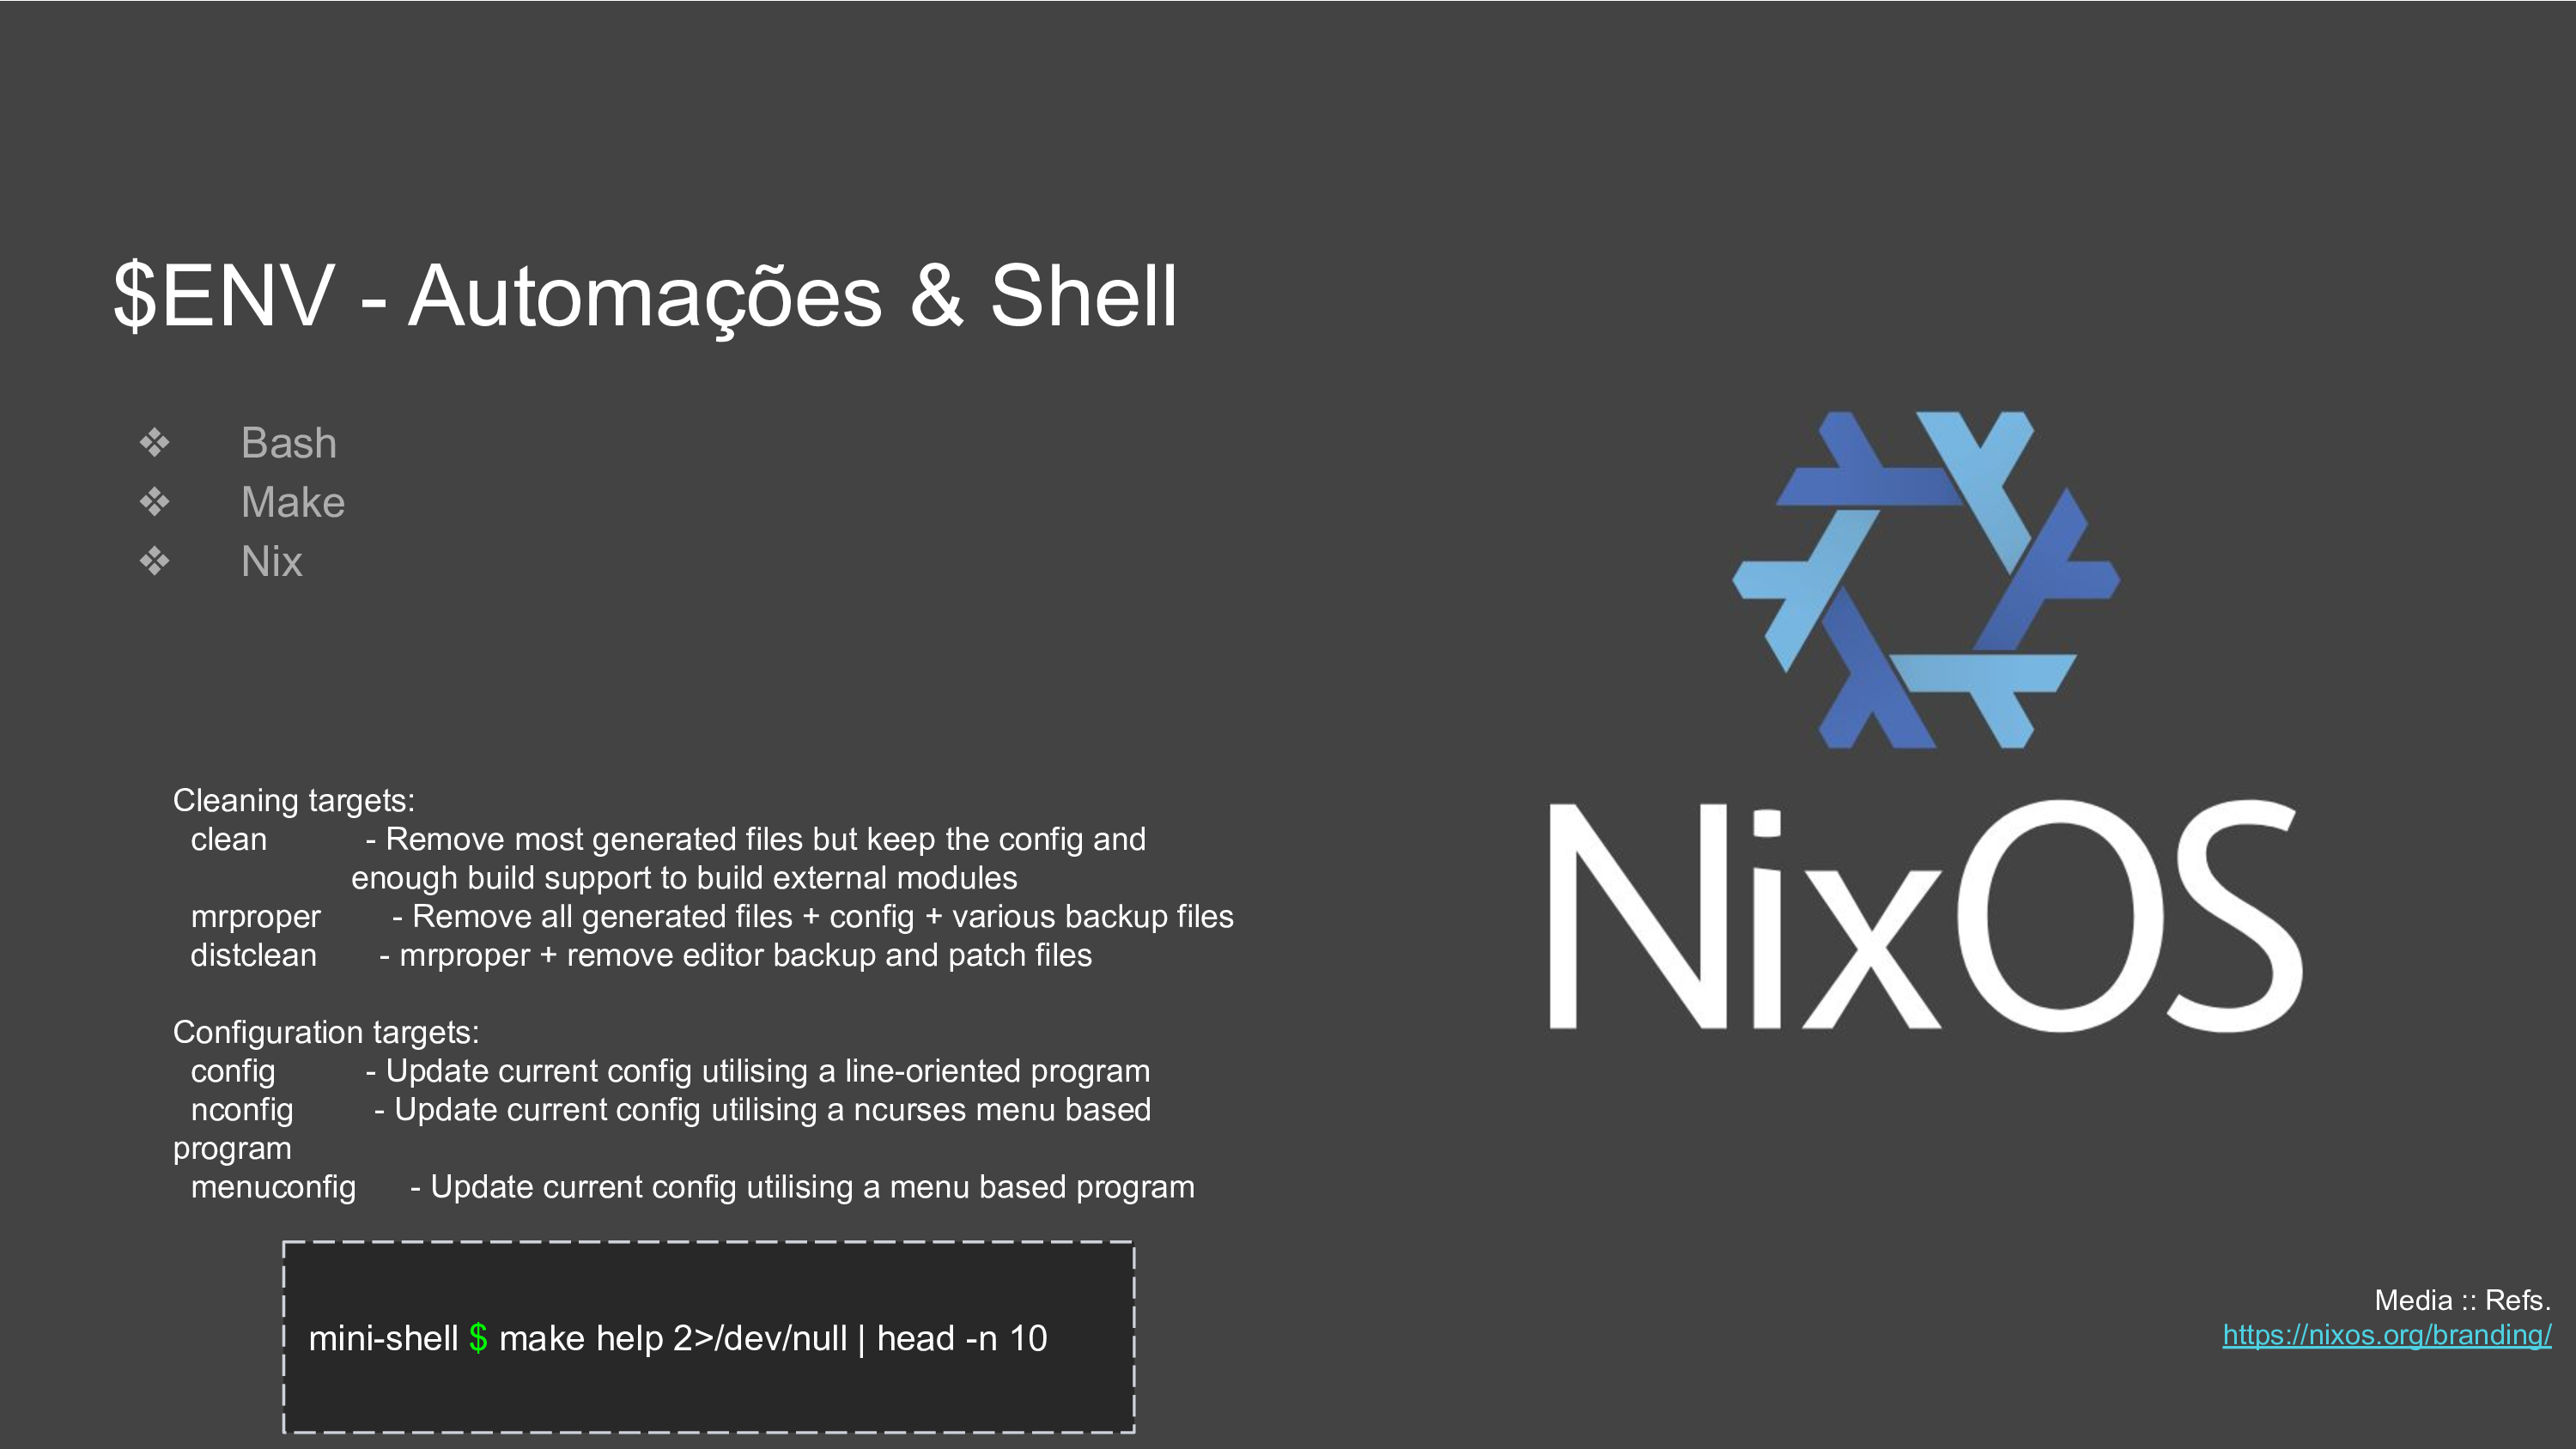 $ENV - Automações & Shell
❖ Bash
❖ Make
❖ Nix
Cleaning targets:
  clean           - Remove most generated files but keep the config and
                    enough build support to build external modules
  mrproper        - Remove all generated files + config + various backup files
  distclean       - mrproper + remove editor backup and patch files
Configuration targets:
  config          - Update current config utilising a line-oriented program
  nconfig         - Update current config utilising a ncurses menu based
program
  menuconfig      - Update current config utilising a menu based program
mini-shell $ make help 2>/dev/null | head -n 10
NixOS
Media :: Refs.
https://nixos.org/branding/